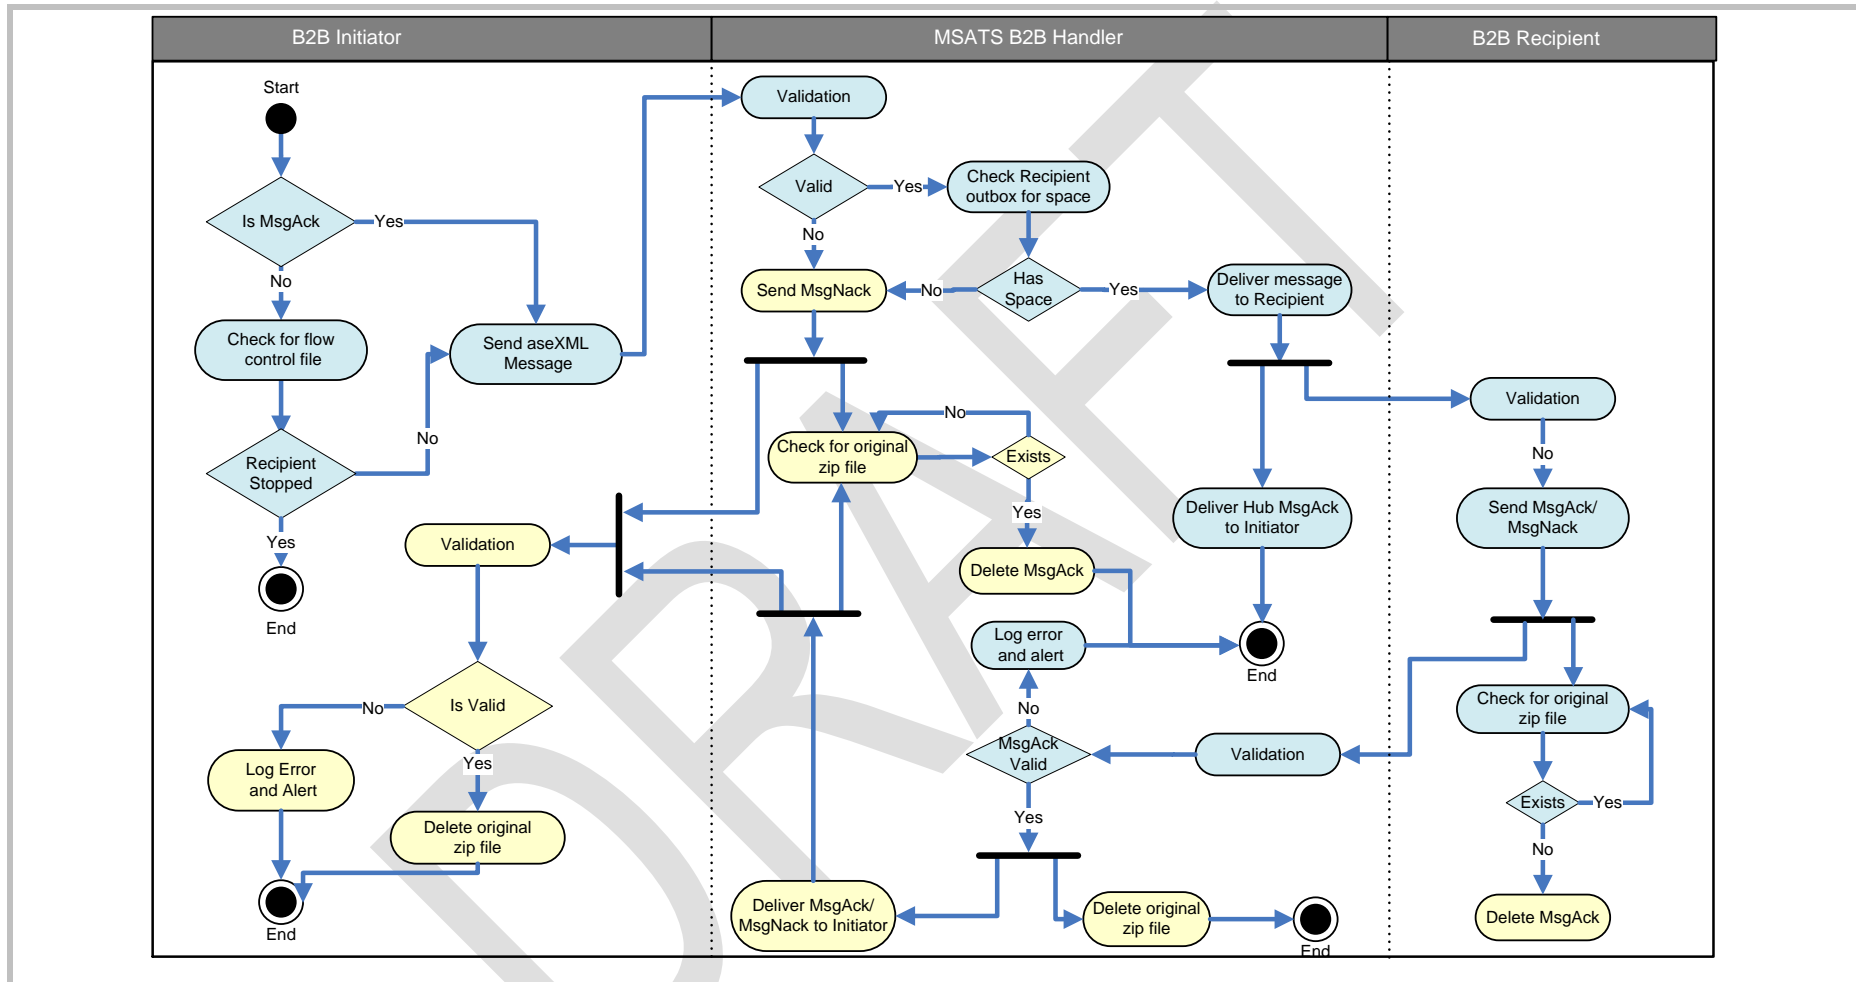 B2B Initiator
MSATS B2B Handler
B2B Recipient
Start
Is MsgAck
Yes
No
Check for flow
control file
Recipient
Stopped
No
Yes
End
Send aseXML
Message
Validation
Is Valid
No
Yes
Log Error
and Alert
Delete original
zip file
End
Validation
Valid
Yes
No
Check Recipient
outbox for space
Send MsgNack
No
Has
Space
Yes
Deliver message
to Recipient
No
Check for original
zip file
Exists
Yes
Delete MsgAck
Deliver Hub MsgAck
to Initiator
Log error
and alert
End
No
MsgAck
Valid
Validation
Yes
Deliver MsgAck/
MsgNack to Initiator
Delete original
zip file
End
Validation
No
Send MsgAck/
MsgNack
Check for original
zip file
Exists
Yes
No
Delete MsgAck
DRAFT